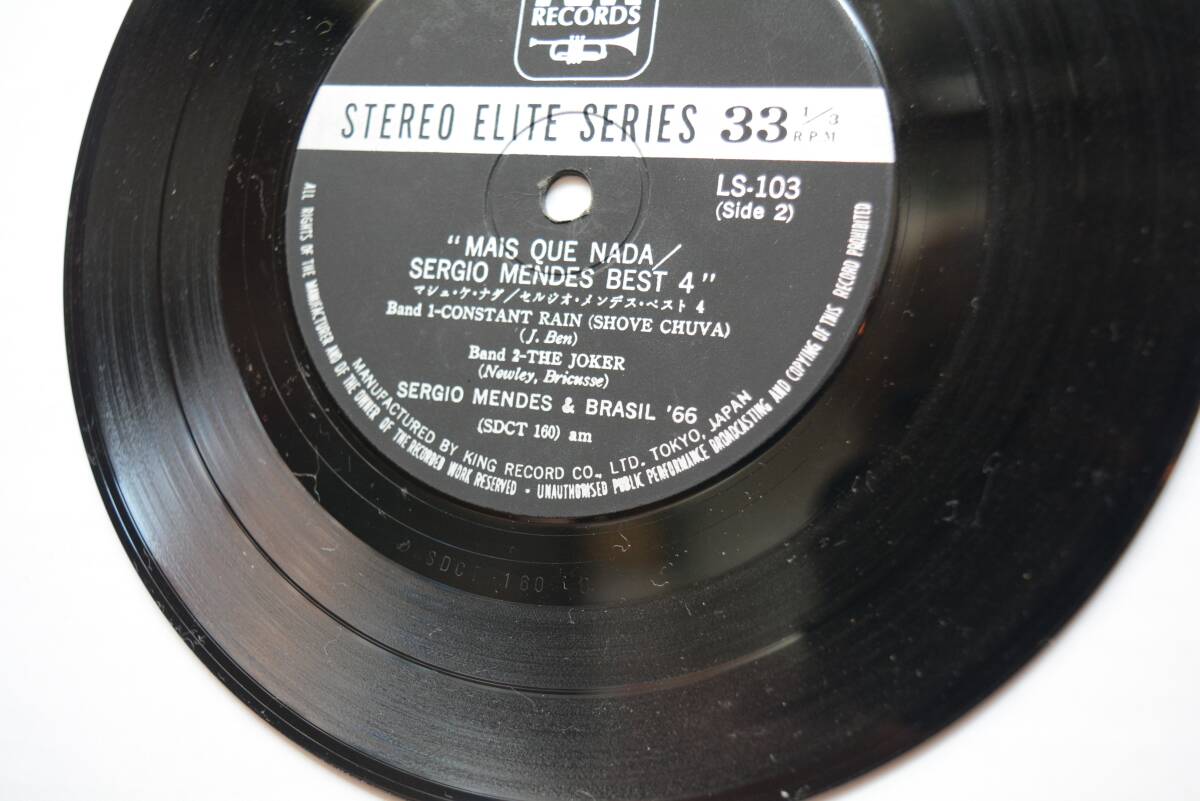 RECORDS
STEREO ELITE SERIES 33 1/3 RPM
LS-103
(Side 2)
"MAIS QUE NADA/
SERGIO MENDES BEST 4"
マシュ・ケ・ナダ/セルジオ・メンデス・ベスト 4
Band 1-CONSTANT RAIN (SHOVE CHUVA)
(J. Ben)
Band 2-THE JOKER
(Nowley, Bricusse)
SERGIO MENDES & BRASIL '66
(SDCT 160) am
MANUFACTURED BY KING RECORD CO., LTD. TOKYO, JAPAN
ALL RIGHTS OF THE MANUFACTURER AND OF THE OWNER OF THE RECORDED WORK RESERVED · UNAUTHORISED PUBLIC PERFORMANCE BROADCASTING AND COPYING OF THIS RECORD PROHIBITED
SDCT 160